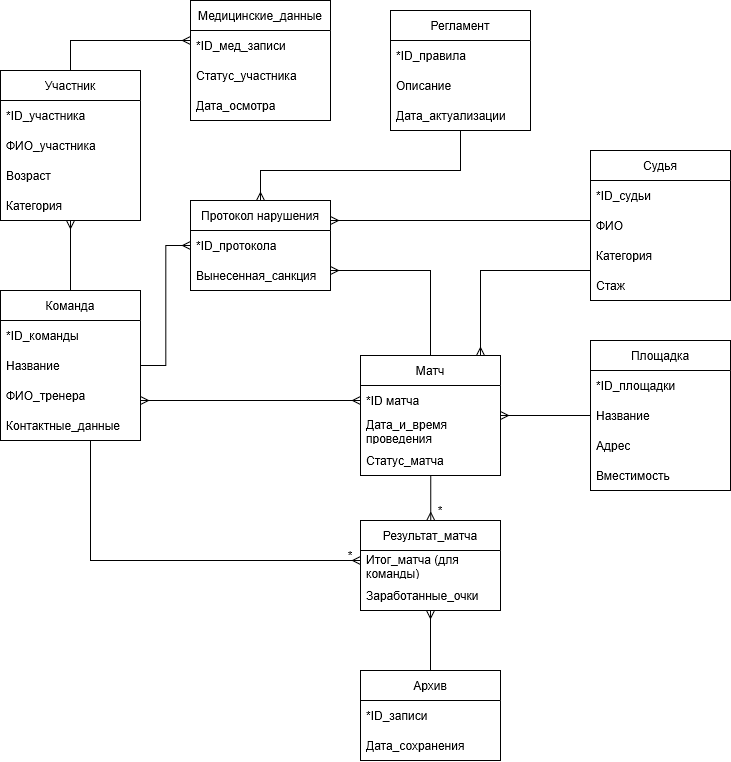 Медицинские_данные
*ID_мед_записи
Статус_участника
Дата_осмотра
Регламент
*ID_правила
Описание
Дата_актуализации
Участник
*ID_участника
ФИО_участника
Возраст
Категория
Судья
*ID_судьи
ФИО
Категория
Стаж
Протокол нарушения
*ID_протокола
Вынесенная_санкция
Команда
*ID_команды
Название
ФИО_тренера
Контактные_данные
Площадка
*ID_площадки
Название
Адрес
Вместимость
Матч
*ID матча
Дата_и_время
проведения
Статус_матча
*
*
Результат_матча
Итог_матча (для
команды)
Заработанные_очки
Архив
*ID_записи
Дата_сохранения